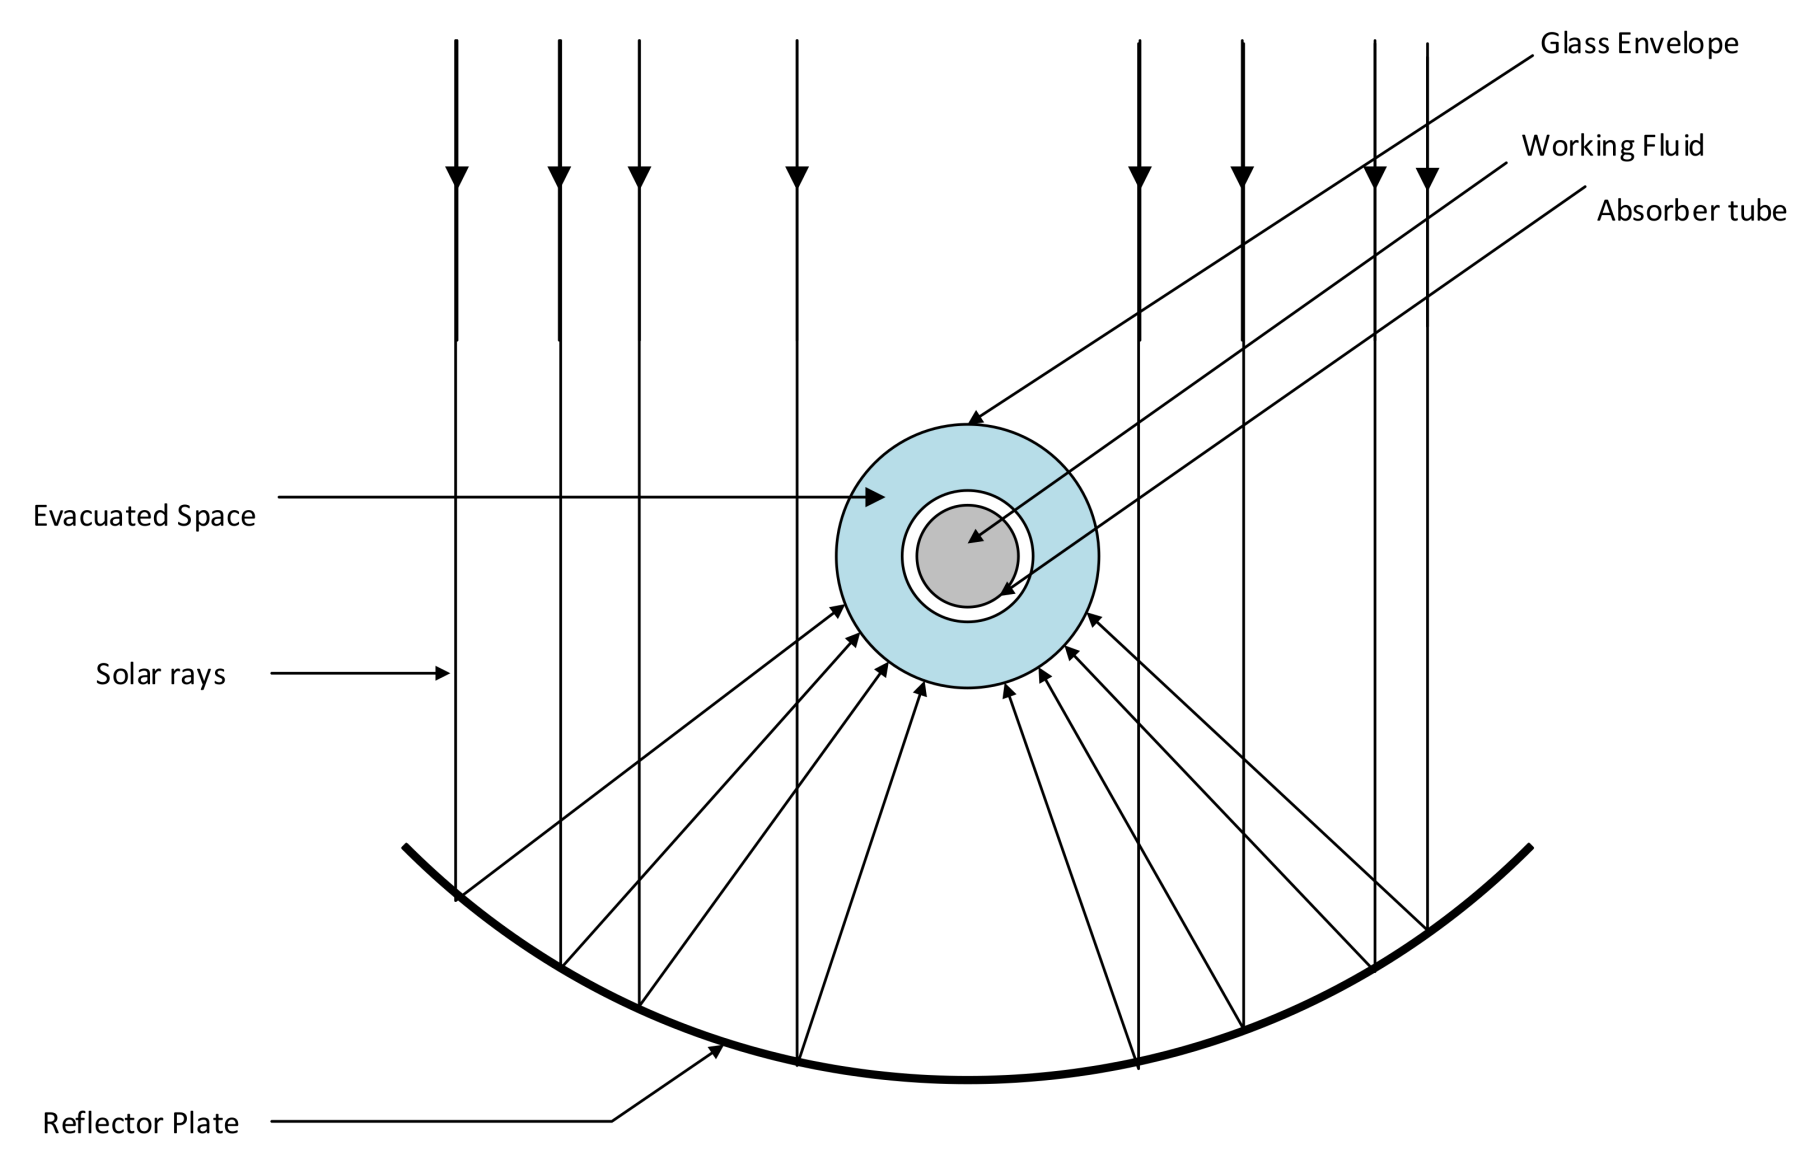 Glass Envelope
Working Fluid
Absorber tube
Evacuated Space
Solar rays
Reflector Plate